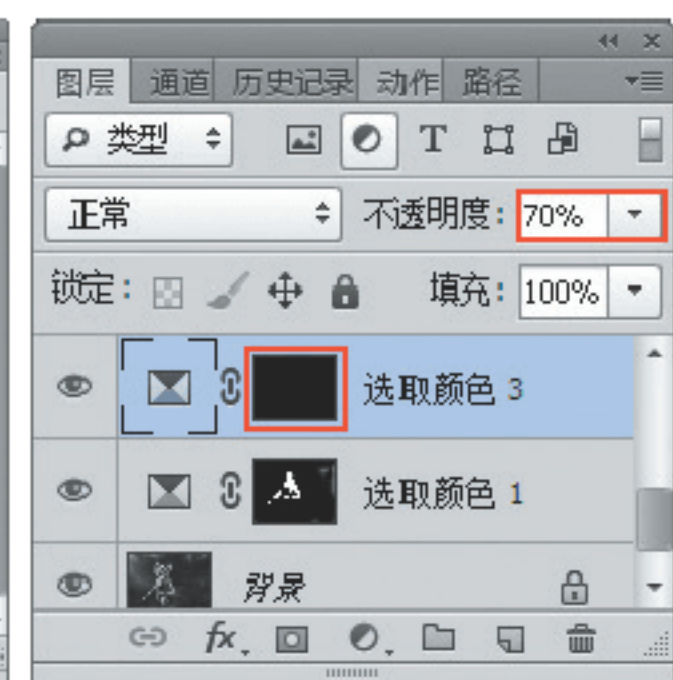 图层 通道 历史记录 动作 路径
类型 T
正常 不透明度: 70%
锁定: 填充: 100%
选取颜色 3
选取颜色 1
背景
fx.